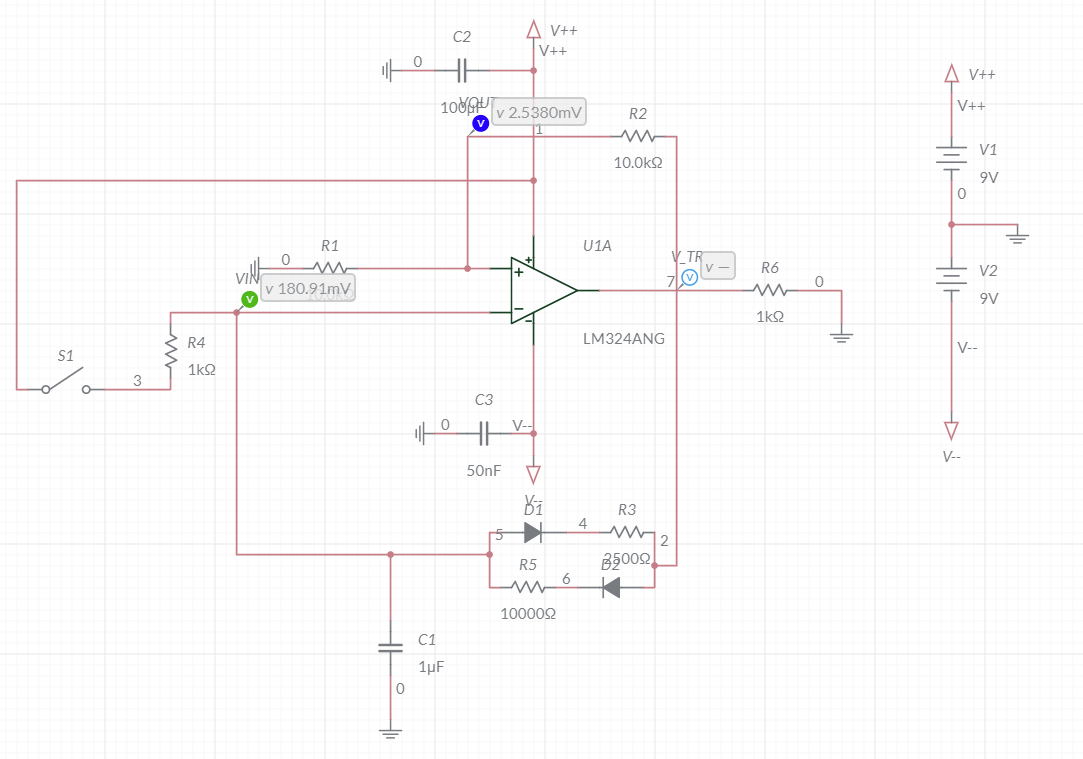 V++
C2
V++
0
100µF
VOUT
v 2.5380mV
V
1
R2
10.0kΩ
V++
V++
V1
9V
0
V2
9V
V--
V--
R1
0
VIN
v 180.91mV
V
U1A
LM324ANG
V_TR
v —
V
7
R6
0
1kΩ
R4
1kΩ
S1
3
C3
0
V--
50nF
V--
D1
5
4
R3
2
2500Ω
D2
R5
6
10000Ω
C1
1µF
0